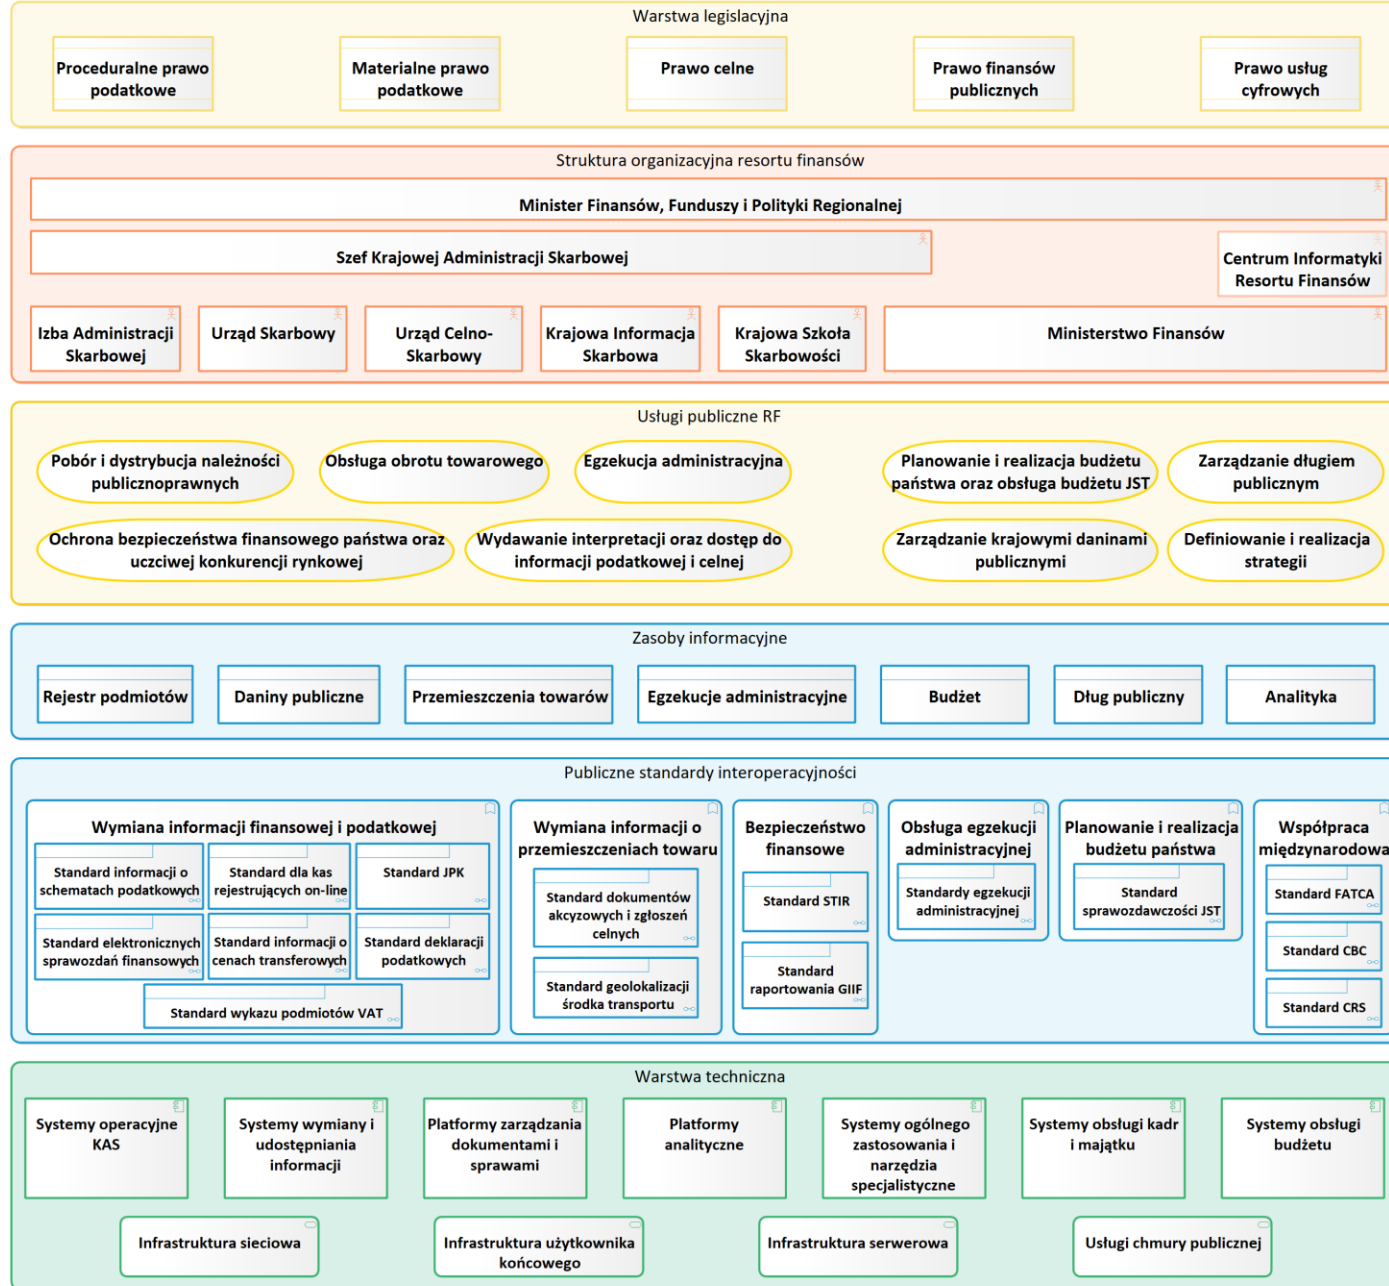 Warstwa legislacyjna
Proceduralne prawo
podatkowe
Materialne prawo
podatkowe
Prawo celne
Prawo finansów
publicznych
Prawo usług
cyfrowych
Struktura organizacyjna resortu finansów
Minister Finansów, Funduszy i Polityki Regionalnej
Szef Krajowej Administracji Skarbowej
Centrum Informatyki
Resortu Finansów
Izba Administracji
Skarbowej
Urząd Skarbowy
Urząd Celno-
Skarbowy
Krajowa Informacja
Skarbowa
Krajowa Szkoła
Skarbowości
Ministerstwo Finansów
Usługi publiczne RF
Pobór i dystrybucja należności
publicznoprawnych
Obsługa obrotu towarowego
Egzekucja administracyjna
Planowanie i realizacja budżetu
państwa oraz obsługa budżetu JST
Zarządzanie długiem
publicznym
Ochrona bezpieczeństwa finansowego państwa oraz
uczciwej konkurencji rynkowej
Wydawanie interpretacji oraz dostęp do
informacji podatkowej i celnej
Zarządzanie krajowymi daninami
publicznymi
Definiowanie i realizacja
strategii
Zasoby informacyjne
Rejestr podmiotów
Daniny publiczne
Przemieszczenia towarów
Egzekucje administracyjne
Budżet
Dług publiczny
Analityka
Publiczne standardy interoperacyjności
Wymiana informacji finansowej i podatkowej
Standard informacji o
schematach podatkowych
Standard dla kas
rejestrujących on-line
Standard JPK
Standard elektronicznych
sprawozdań finansowych
Standard informacji o
cenach transferowych
Standard deklaracji
podatkowych
Standard wykazu podmiotów VAT
Wymiana informacji o
przemieszczeniach towaru
Standard dokumentów
akcyzowych i zgłoszeń
celnych
Standard geolokalizacji
środka transportu
Bezpieczeństwo
finansowe
Standard STIR
Standard
raportowania GIIF
Obsługa egzekucji
administracyjnej
Standardy egzekucji
administracyjnej
Planowanie i realizacja
budżetu państwa
Standard
sprawozdawczości JST
Współpraca
międzynarodowa
Standard FATCA
Standard CBC
Standard CRS
Warstwa techniczna
Systemy operacyjne
KAS
Systemy wymiany i
udostępniania
informacji
Platformy zarządzania
dokumentami i
sprawami
Platformy
analityczne
Systemy ogólnego
zastosowania i
narzędzia
specjalistyczne
Systemy obsługi kadr
i majątku
Systemy obsługi
budżetu
Infrastruktura sieciowa
Infrastruktura użytkownika
końcowego
Infrastruktura serwerowa
Usługi chmury publicznej